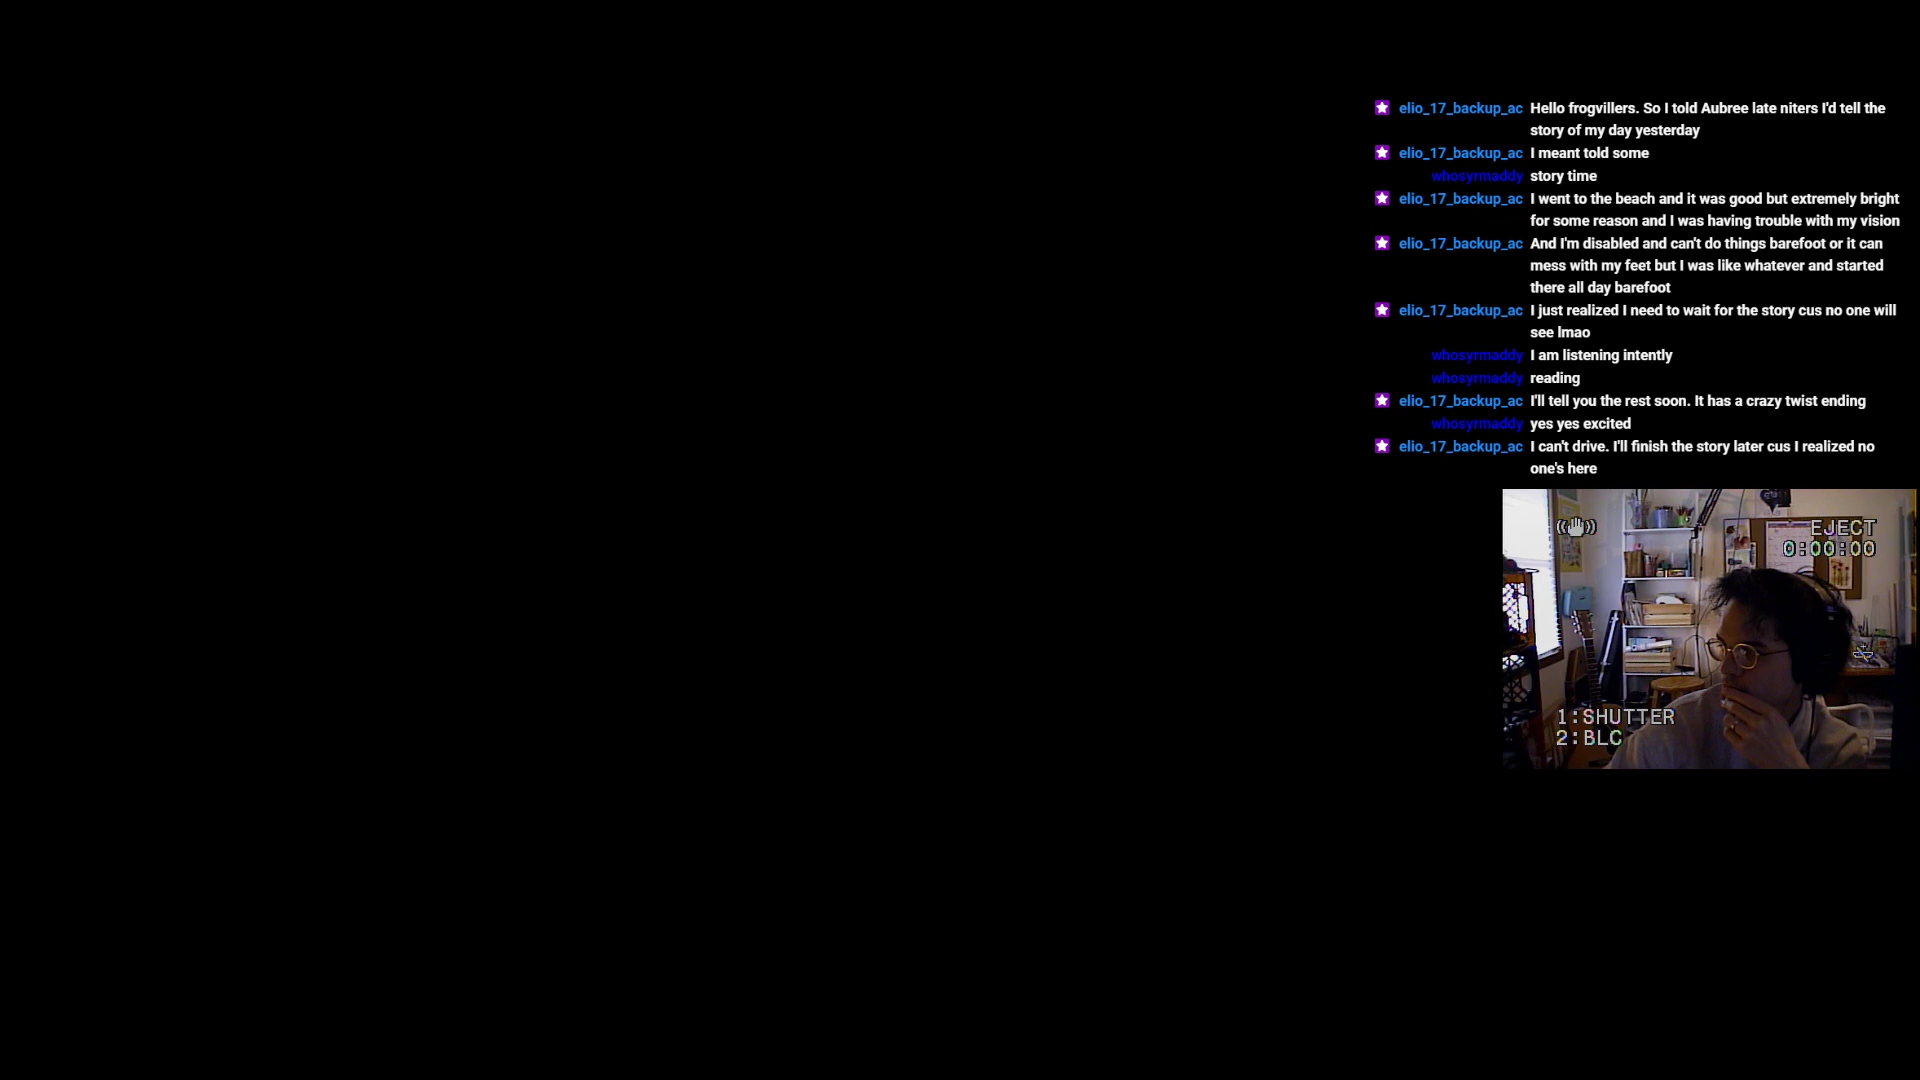 elio_17_backup_ac Hello frogvillers. So I told Aubree late niters I'd tell the
story of my day yesterday
elio_17_backup_ac I meant told some
whosyrmaddy story time
elio_17_backup_ac I went to the beach and it was good but extremely bright
for some reason and I was having trouble with my vision
elio_17_backup_ac And I'm disabled and can't do things barefoot or it can
mess with my feet but I was like whatever and started
there all day barefoot
elio_17_backup_ac I just realized I need to wait for the story cus no one will
see lmao
whosyrmaddy I am listening intently
whosyrmaddy reading
elio_17_backup_ac I'll tell you the rest soon. It has a crazy twist ending
whosyrmaddy yes yes excited
elio_17_backup_ac I can't drive. I'll finish the story later cus I realized no
one's here
EJECT
0:00:00
1:SHUTTER
2:BLC